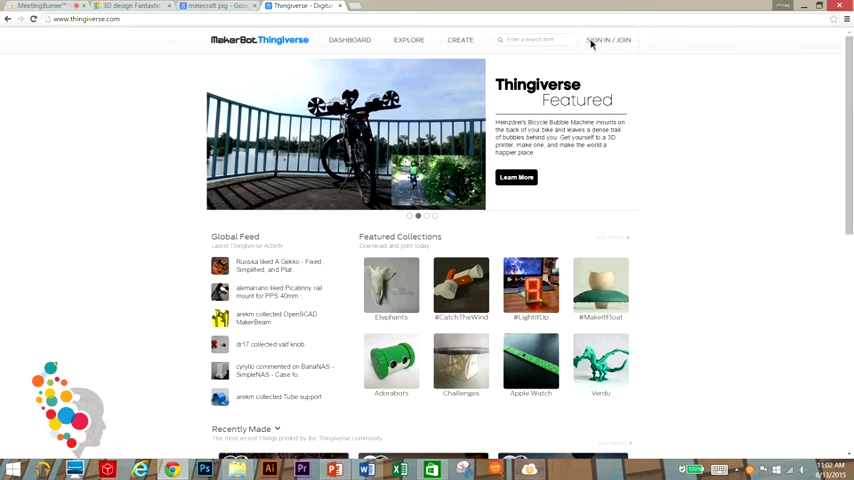 MeetingBurner™
3D design Fantastic
minecraft pig - Goog
Thingiverse - Digital
www.thingiverse.com
MakerBot Thingiverse
DASHBOARD
EXPLORE
CREATE
Enter a search term
SIGN IN / JOIN
Thingiverse
Featured
Heinzdrei's Bicycle Bubble Machine mounts on
the back of your bike and leaves a dense trail
of bubbles behind you. Get yourself to a 3D
printer, make one, and make the world a
happier place.
Learn More
Global Feed
Latest Thingiverse Activity
Ruoska liked A Gekko - Fixed,
Simplified, and Plat
alemariano liked Picatinny rail
mount for PPS 40mm
arekm collected OpenSCAD
MakerBeam
dr17 collected valf knob
cyryllo commented on BanaNAS -
SimpleNAS - Case fo
arekm collected Tube support
Featured Collections
Download and print today
Elephants
#CatchTheWind
#LightItUp
#MakeItFloat
Adorabots
Challenges
Apple Watch
Verdu
Recently Made
The most recent Things printed by the Thingiverse community
100%
11:02 AM
8/13/2015